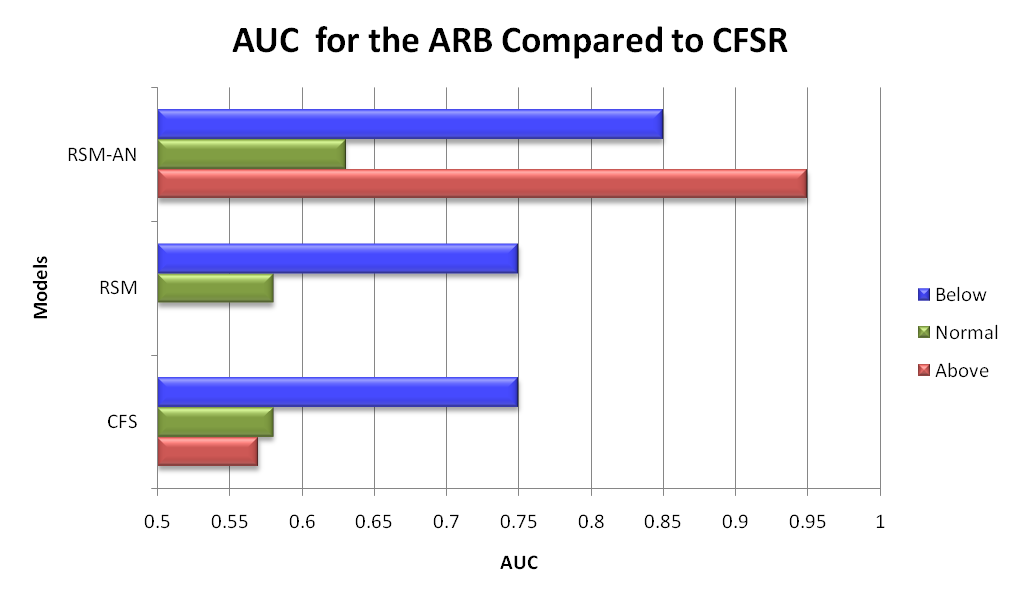 AUC  for the ARB Compared to CFSR
RSM-AN
RSM
CFS
Models
0.5 0.55 0.6 0.65 0.7 0.75 0.8 0.85 0.9 0.95 1
AUC
Below
Normal
Above